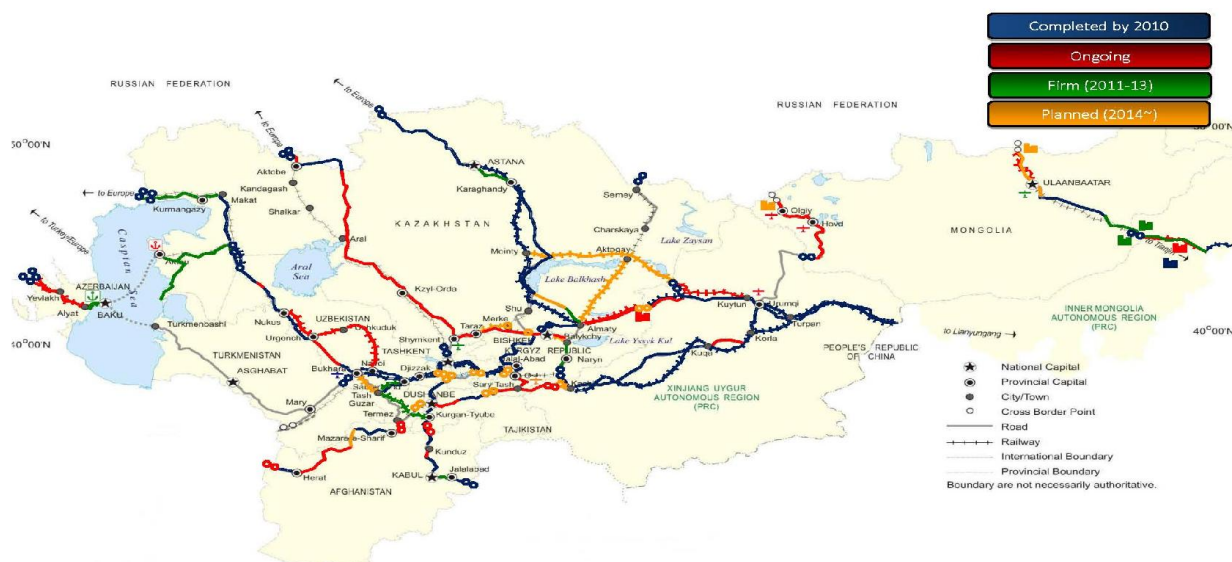 Completed by 2010
Ongoing
Firm (2011-13)
Planned (2014~)
RUSSIAN FEDERATION
to Europe
RUSSIAN FEDERATION
50°00'N
50°00'N
to Europe
Aktobe
Kandagash
Shalkar
ASTANA
Karaghandy
Semey
Charskaya
ULAANBAATAR
to Europe
Makat
Kurmangazy
KAZAKHSTAN
Olgiy
Hovd
MONGOLIA
to Turkey/Europe
Caspian Sea
Aral
Aral Sea
Mointy
Aktogay
Lake Zaysan
to Tianjin
AZERBAIJAN
Yevlakh
Alyat
BAKU
Kzyl-Orda
Lake Balkhash
Shu
Merke
Taraz
Shymkent
Almaty
Kuytun
Urumqi
Turpan
Korla
INNER MONGOLIA
AUTONOMOUS REGION
(PRC)
40°00'N
40°00'N
to Lianyungang
Turkmenbashi
Nukus
Urgench
UZBEKISTAN
TASHKENT
BISHKEK
Balykchy
Lake Yssyk Kul
KYRGYZ REPUBLIC
Jalal-Abad
Naryn
Kuqa
PEOPLE'S REPUBLIC
OF CHINA
TURKMENISTAN
ASGHABAT
Bukhara
Navoi
Djizzak
Sary-Tash
XINJIANG UYGUR
AUTONOMOUS REGION
(PRC)
Mary
Tash
Guzar
DUSHANBE
Termez
Kurgan-Tyube
TAJIKISTAN
Mazar-e-Sharif
Kunduz
Herat
KABUL
Jalalabad
AFGHANISTAN
National Capital
Provincial Capital
City/Town
Cross Border Point
Road
Railway
International Boundary
Provincial Boundary
Boundary are not necessarily authoritative.